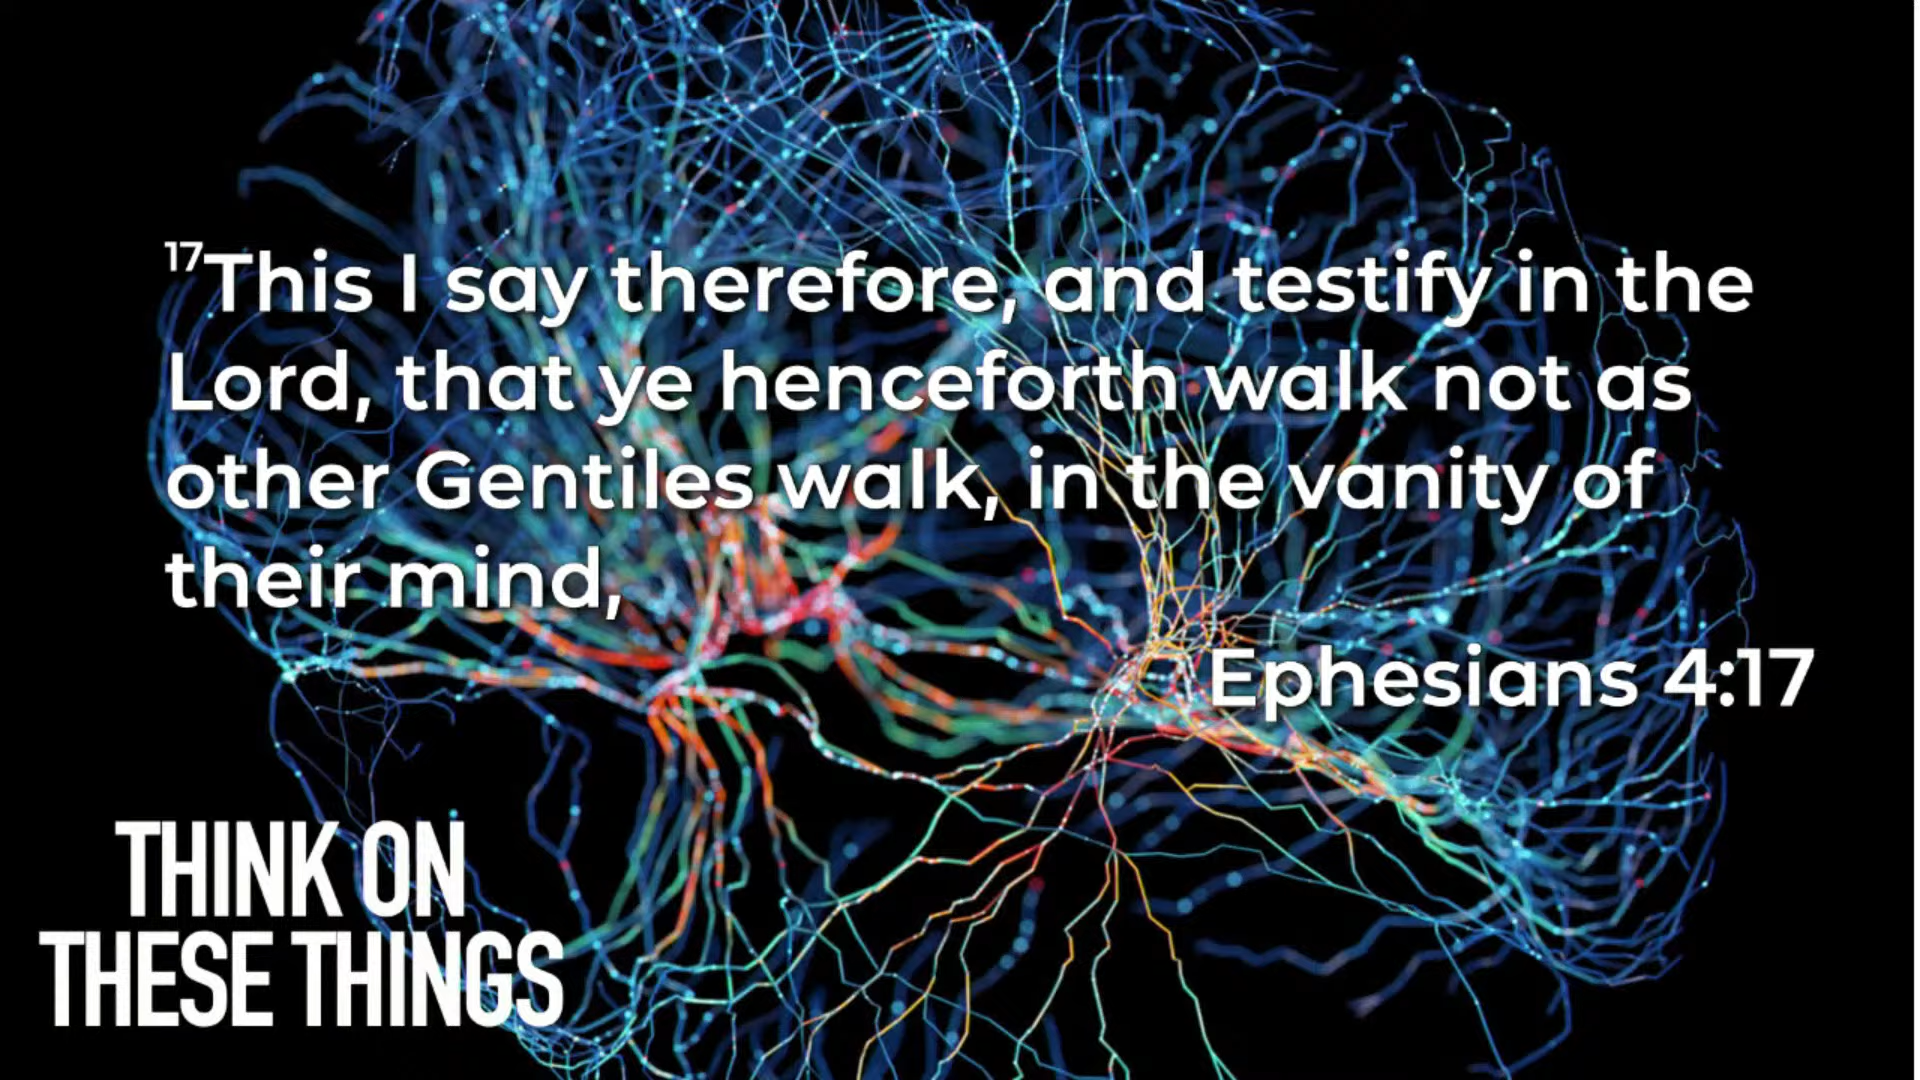 17This I say therefore, and testify in the
Lord, that ye henceforth walk not as
other Gentiles walk, in the vanity of
their mind,
Ephesians 4:17
THINK ON
THESE THINGS